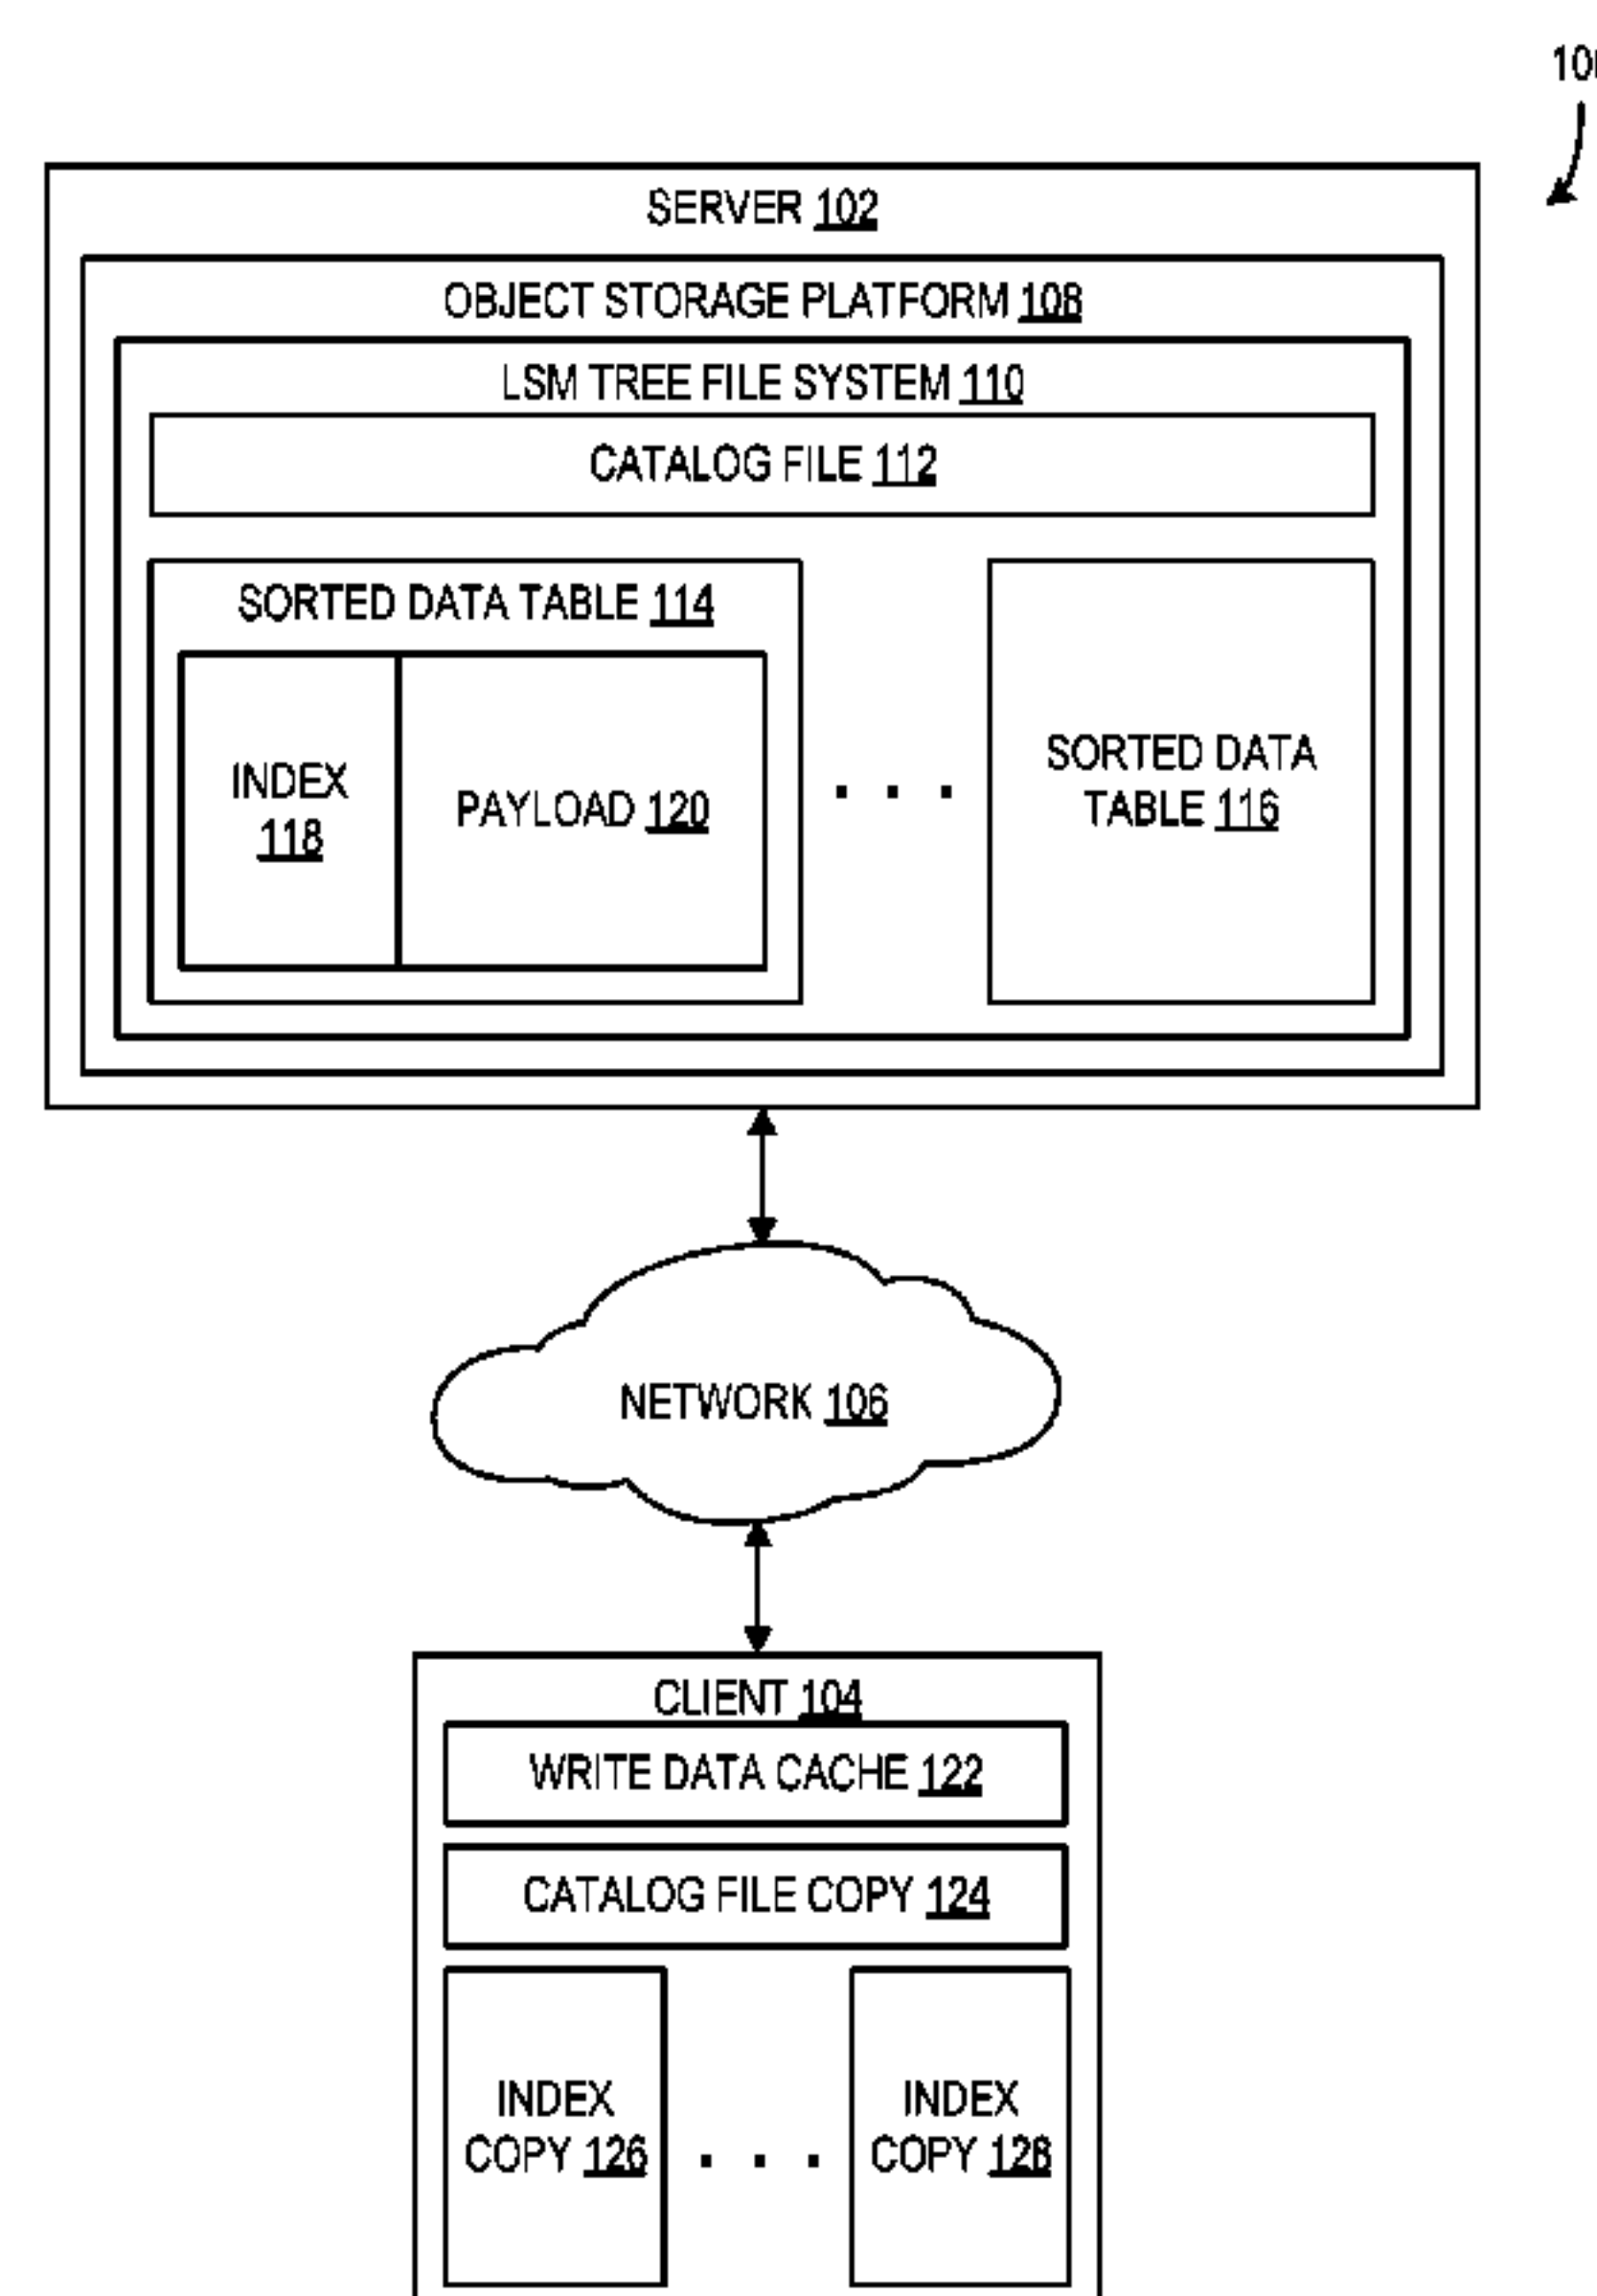 10
SERVER 102
OBJECT STORAGE PLATFORM 108
LSM TREE FILE SYSTEM 110
CATALOG FILE 112
SORTED DATA TABLE 114
INDEX
118
PAYLOAD 120
. . .
SORTED DATA
TABLE 116
NETWORK 106
CLIENT 104
WRITE DATA CACHE 122
CATALOG FILE COPY 124
INDEX
COPY 126
. . .
INDEX
COPY 128